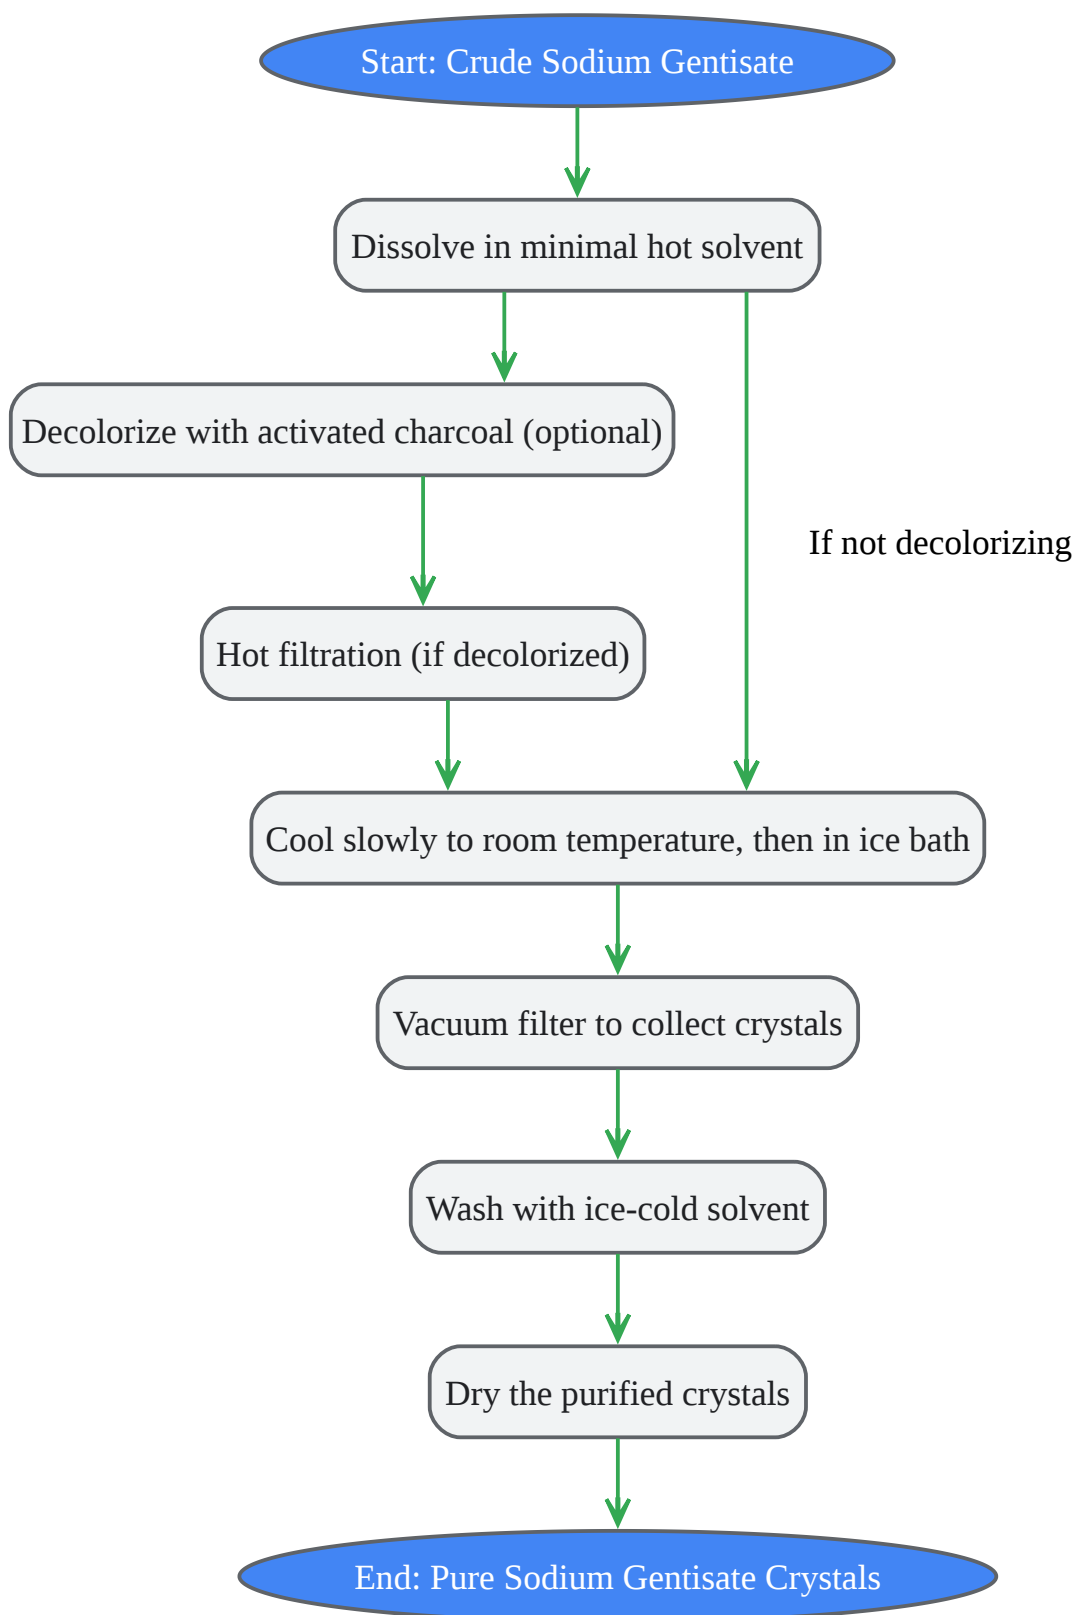 Start: Crude Sodium Gentisate
Dissolve in minimal hot solvent
Decolorize with activated charcoal (optional)
If not decolorizing
Hot filtration (if decolorized)
Cool slowly to room temperature, then in ice bath
Vacuum filter to collect crystals
Wash with ice-cold solvent
Dry the purified crystals
End: Pure Sodium Gentisate Crystals